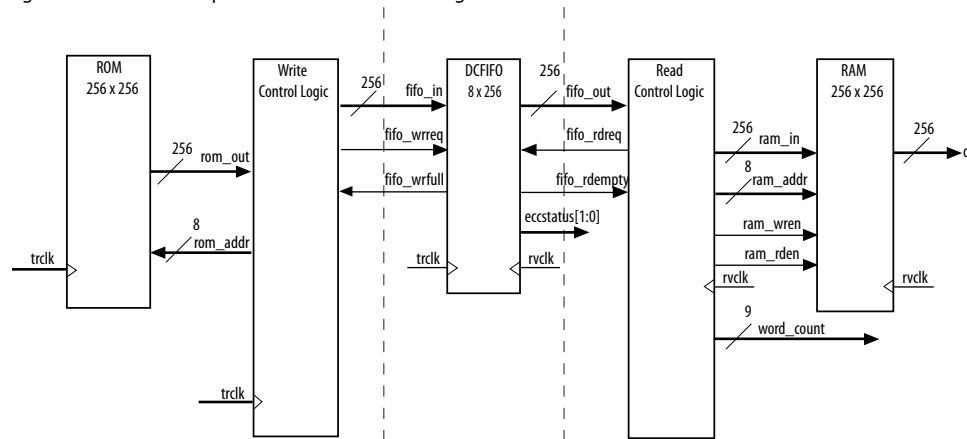 ROM
256 x 256
Write
Control Logic
DCFIFO
8 x 256
Read
Control Logic
RAM
256 x 256
256
fifo_in
256
fifo_out
fifo_wrreq
fifo_rdreq
256
ram_in
256
256
rom_out
fifo_wrfull
fifo_rdempty
8
ram_addr
eccstatus[1:0]
ram_wren
8
rom_addr
ram_rden
trclk
trclk
rvclk
rvclk
rvclk
9
word_count
trclk